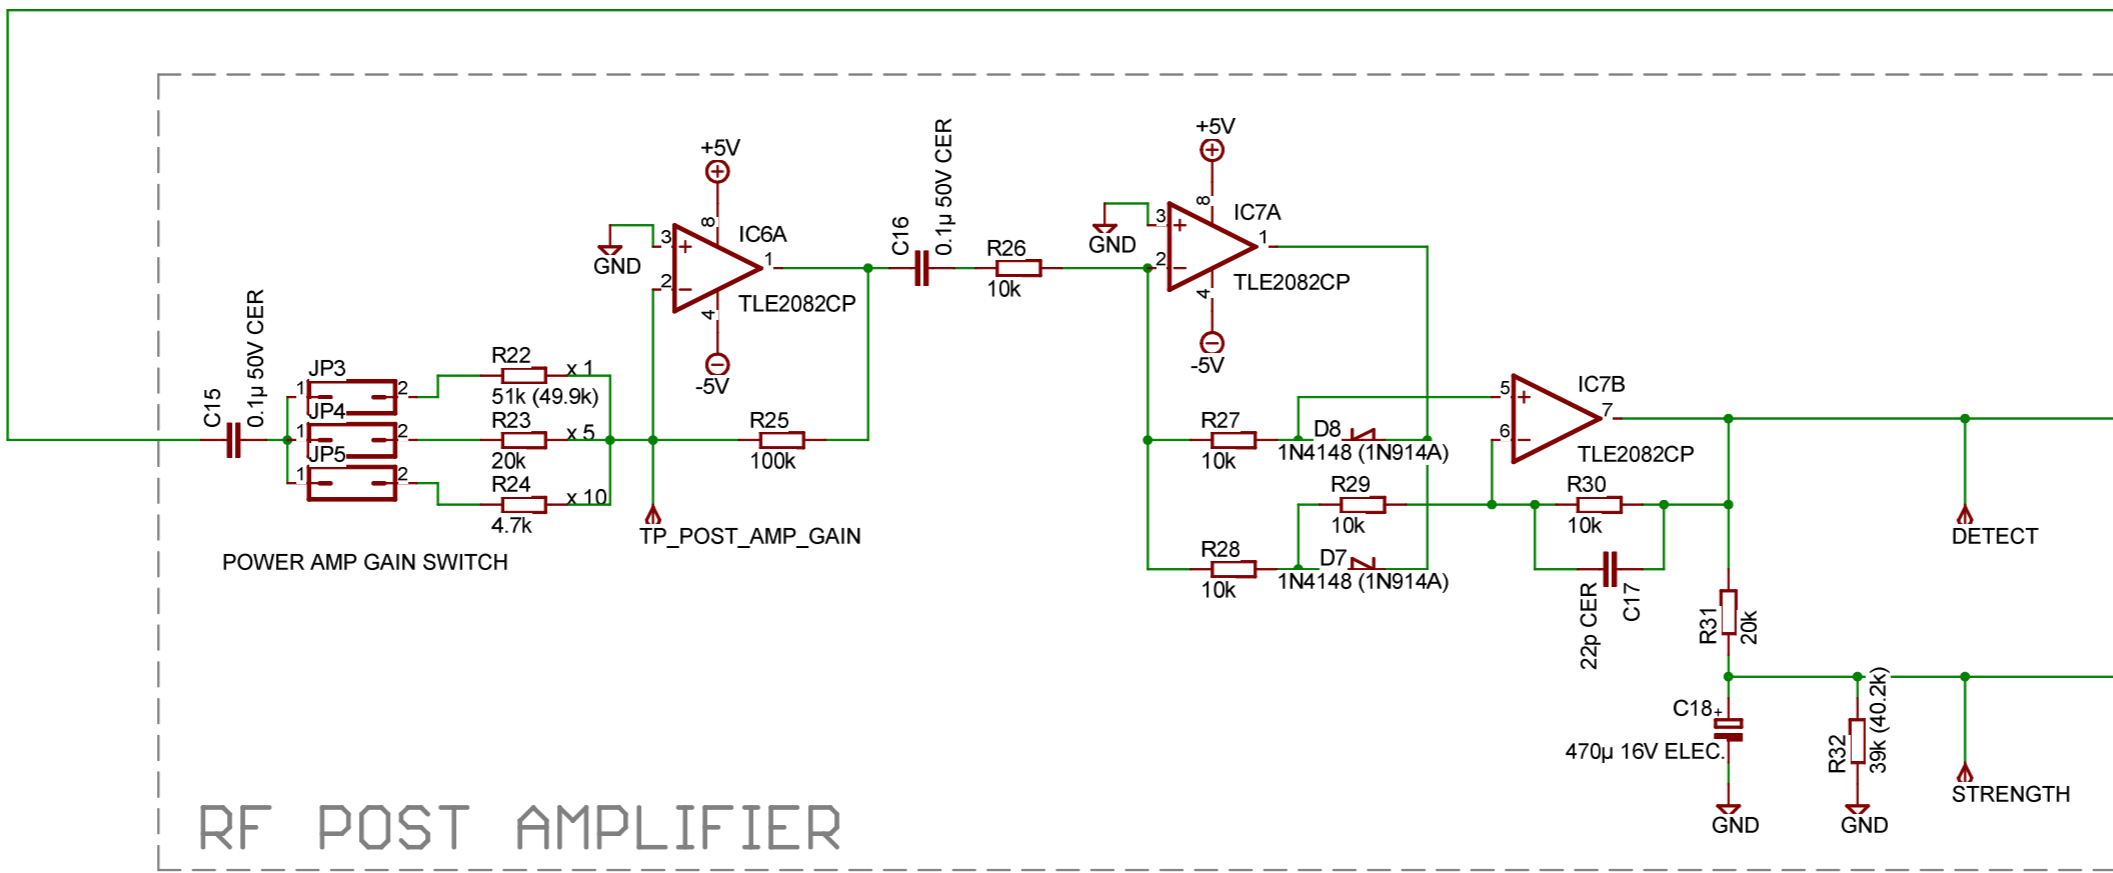 +5V
8
3
+
IC6A
1
GND
2
−
TLE2082CP
4
-5V
C16
0.1µ 50V CER
R26
10k
+5V
8
3
+
IC7A
1
GND
2
−
TLE2082CP
4
-5V
C15
0.1µ 50V CER
JP3
1
2
JP4
1
2
JP5
1
2
R22
x 1
51k (49.9k)
R23
x 5
20k
R24
x 10
4.7k
R25
100k
TP_POST_AMP_GAIN
POWER AMP GAIN SWITCH
R27
10k
D8
1N4148 (1N914A)
R29
10k
R28
10k
D7
1N4148 (1N914A)
5
+
IC7B
7
6
−
TLE2082CP
R30
10k
22p CER
C17
DETECT
R31
20k
C18
+
470µ 16V ELEC.
R32
39k (40.2k)
STRENGTH
GND
GND
RF POST AMPLIFIER